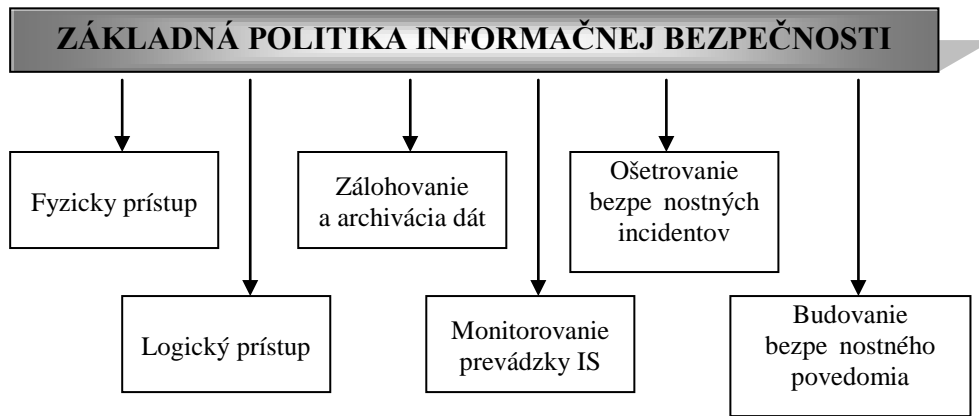 ZÁKLADNÁ POLITIKA INFORMAČNEJ BEZPEČNOSTI
Fyzicky prístup
Zálohovanie
a archivácia dát
Ošetrovanie
bezpe nostných
incidentov
Logický prístup
Monitorovanie
prevádzky IS
Budovanie
bezpe nostného
povedomia